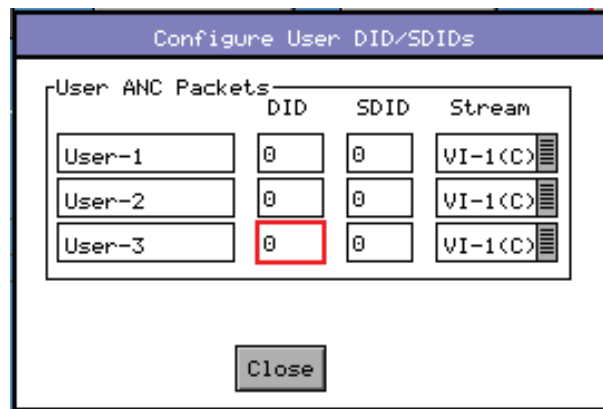 Configure User DID/SDIDs
User ANC Packets
DID SDID Stream
User-1 0 0 VI-1(C)
User-2 0 0 VI-1(C)
User-3 0 0 VI-1(C)
Close